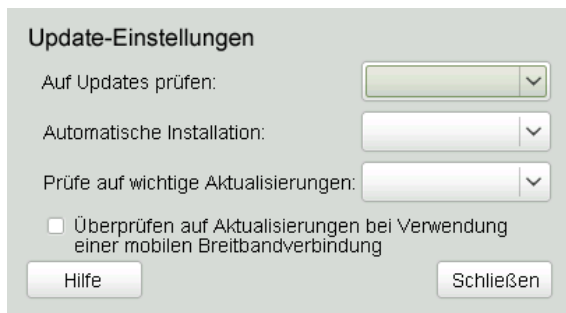 Update-Einstellungen
Auf Updates prüfen:
Automatische Installation:
Prüfe auf wichtige Aktualisierungen:
Überprüfen auf Aktualisierungen bei Verwendung
einer mobilen Breitbandverbindung
Hilfe
Schließen